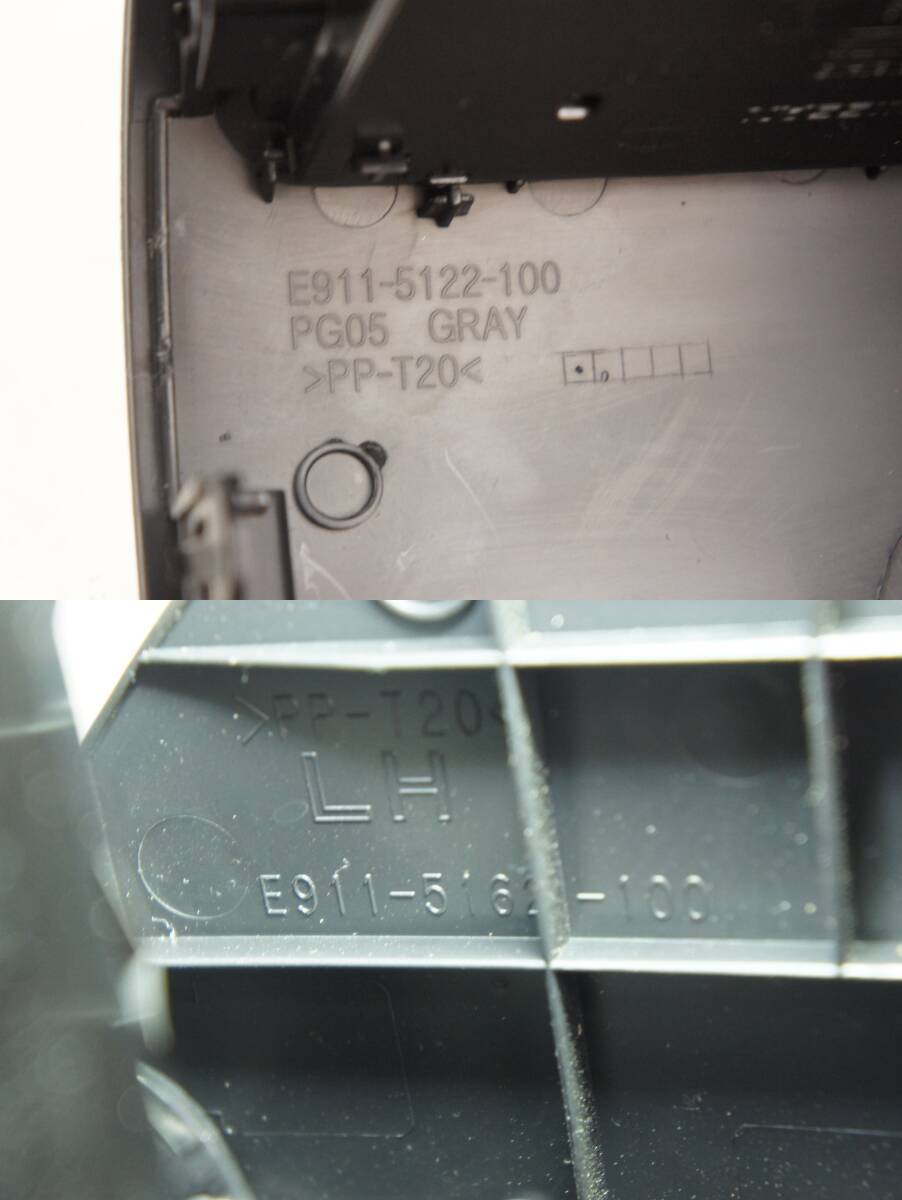 E911-5122-100
PG05 GRAY
>PP-T20<
>PP-T20<
LH